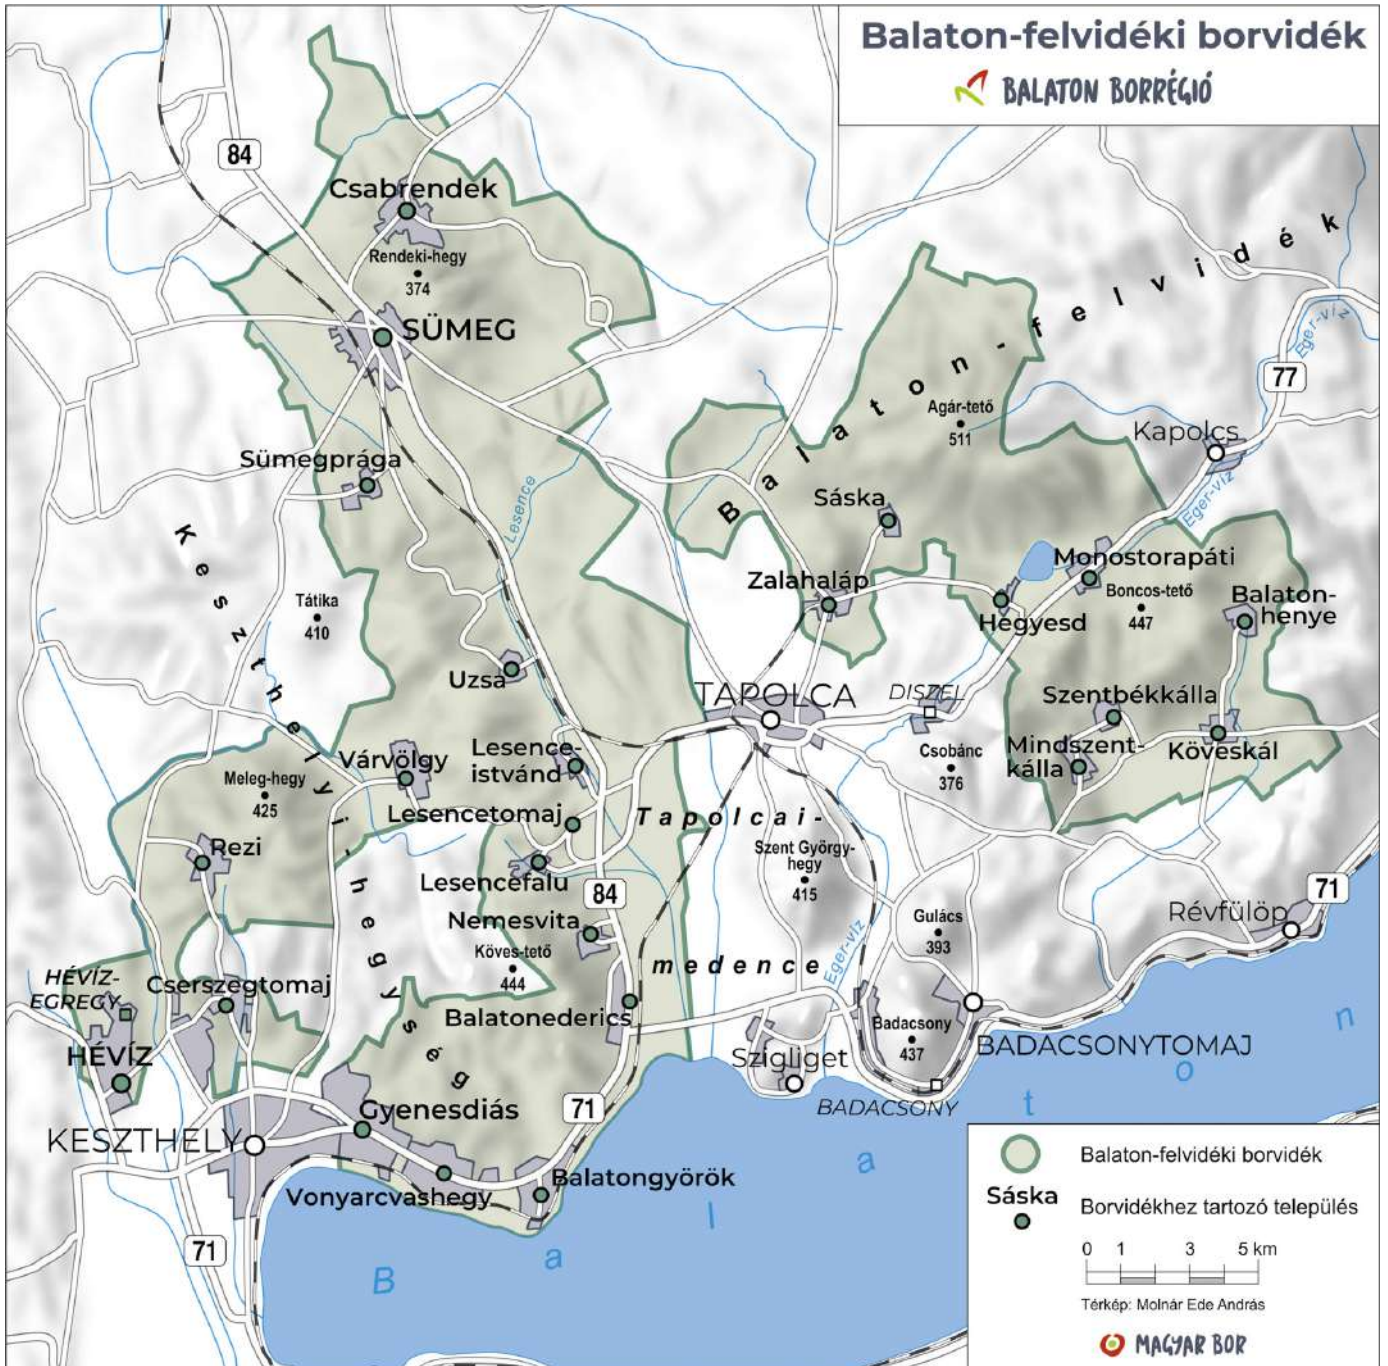 Balaton-felvidéki borvidék
BALATON BORRÉGIÓ
84
Csabrendek
Rendeki-hegy
374
SÜMEG
Balaton-felvidék
Eger-víz
77
Agár-tető
511
Kapolcs
Sümegprága
Lesence
Sáska
Eger-víz
Keszthelyi-hegység
Monostorapáti
Zalahaláp
Boncos-tető
447
Balaton-
henye
Tátika
410
Hegyesd
Uzsa
TAPOLCA
DISZEL
Szentbékkálla
Csobánc
376
Mindszent-
kálla
Köveskál
Várvölgy
Lesence-
istvánd
Meleg-hegy
425
Lesencetomaj
Tapolcai-
medence
Rezi
Szent György-
hegy
415
Lesencefalu
84
71
Nemesvita
Gulács
393
Révfülöp
Köves-tető
444
Eger-víz
HÉVÍZ-
EGREGY
Cserszegtomaj
Balatonederics
Badacsony
437
HÉVÍZ
Szigliget
BADACSONYTOMAJ
BADACSONY
Gyenesdiás
71
KESZTHELY
Vonyarcvashegy
Balatongyörök
71
Balaton
Balaton-felvidéki borvidék
Sáska
Borvidékhez tartozó település
0 1 3 5 km
Térkép: Molnár Ede András
MAGYAR BOR